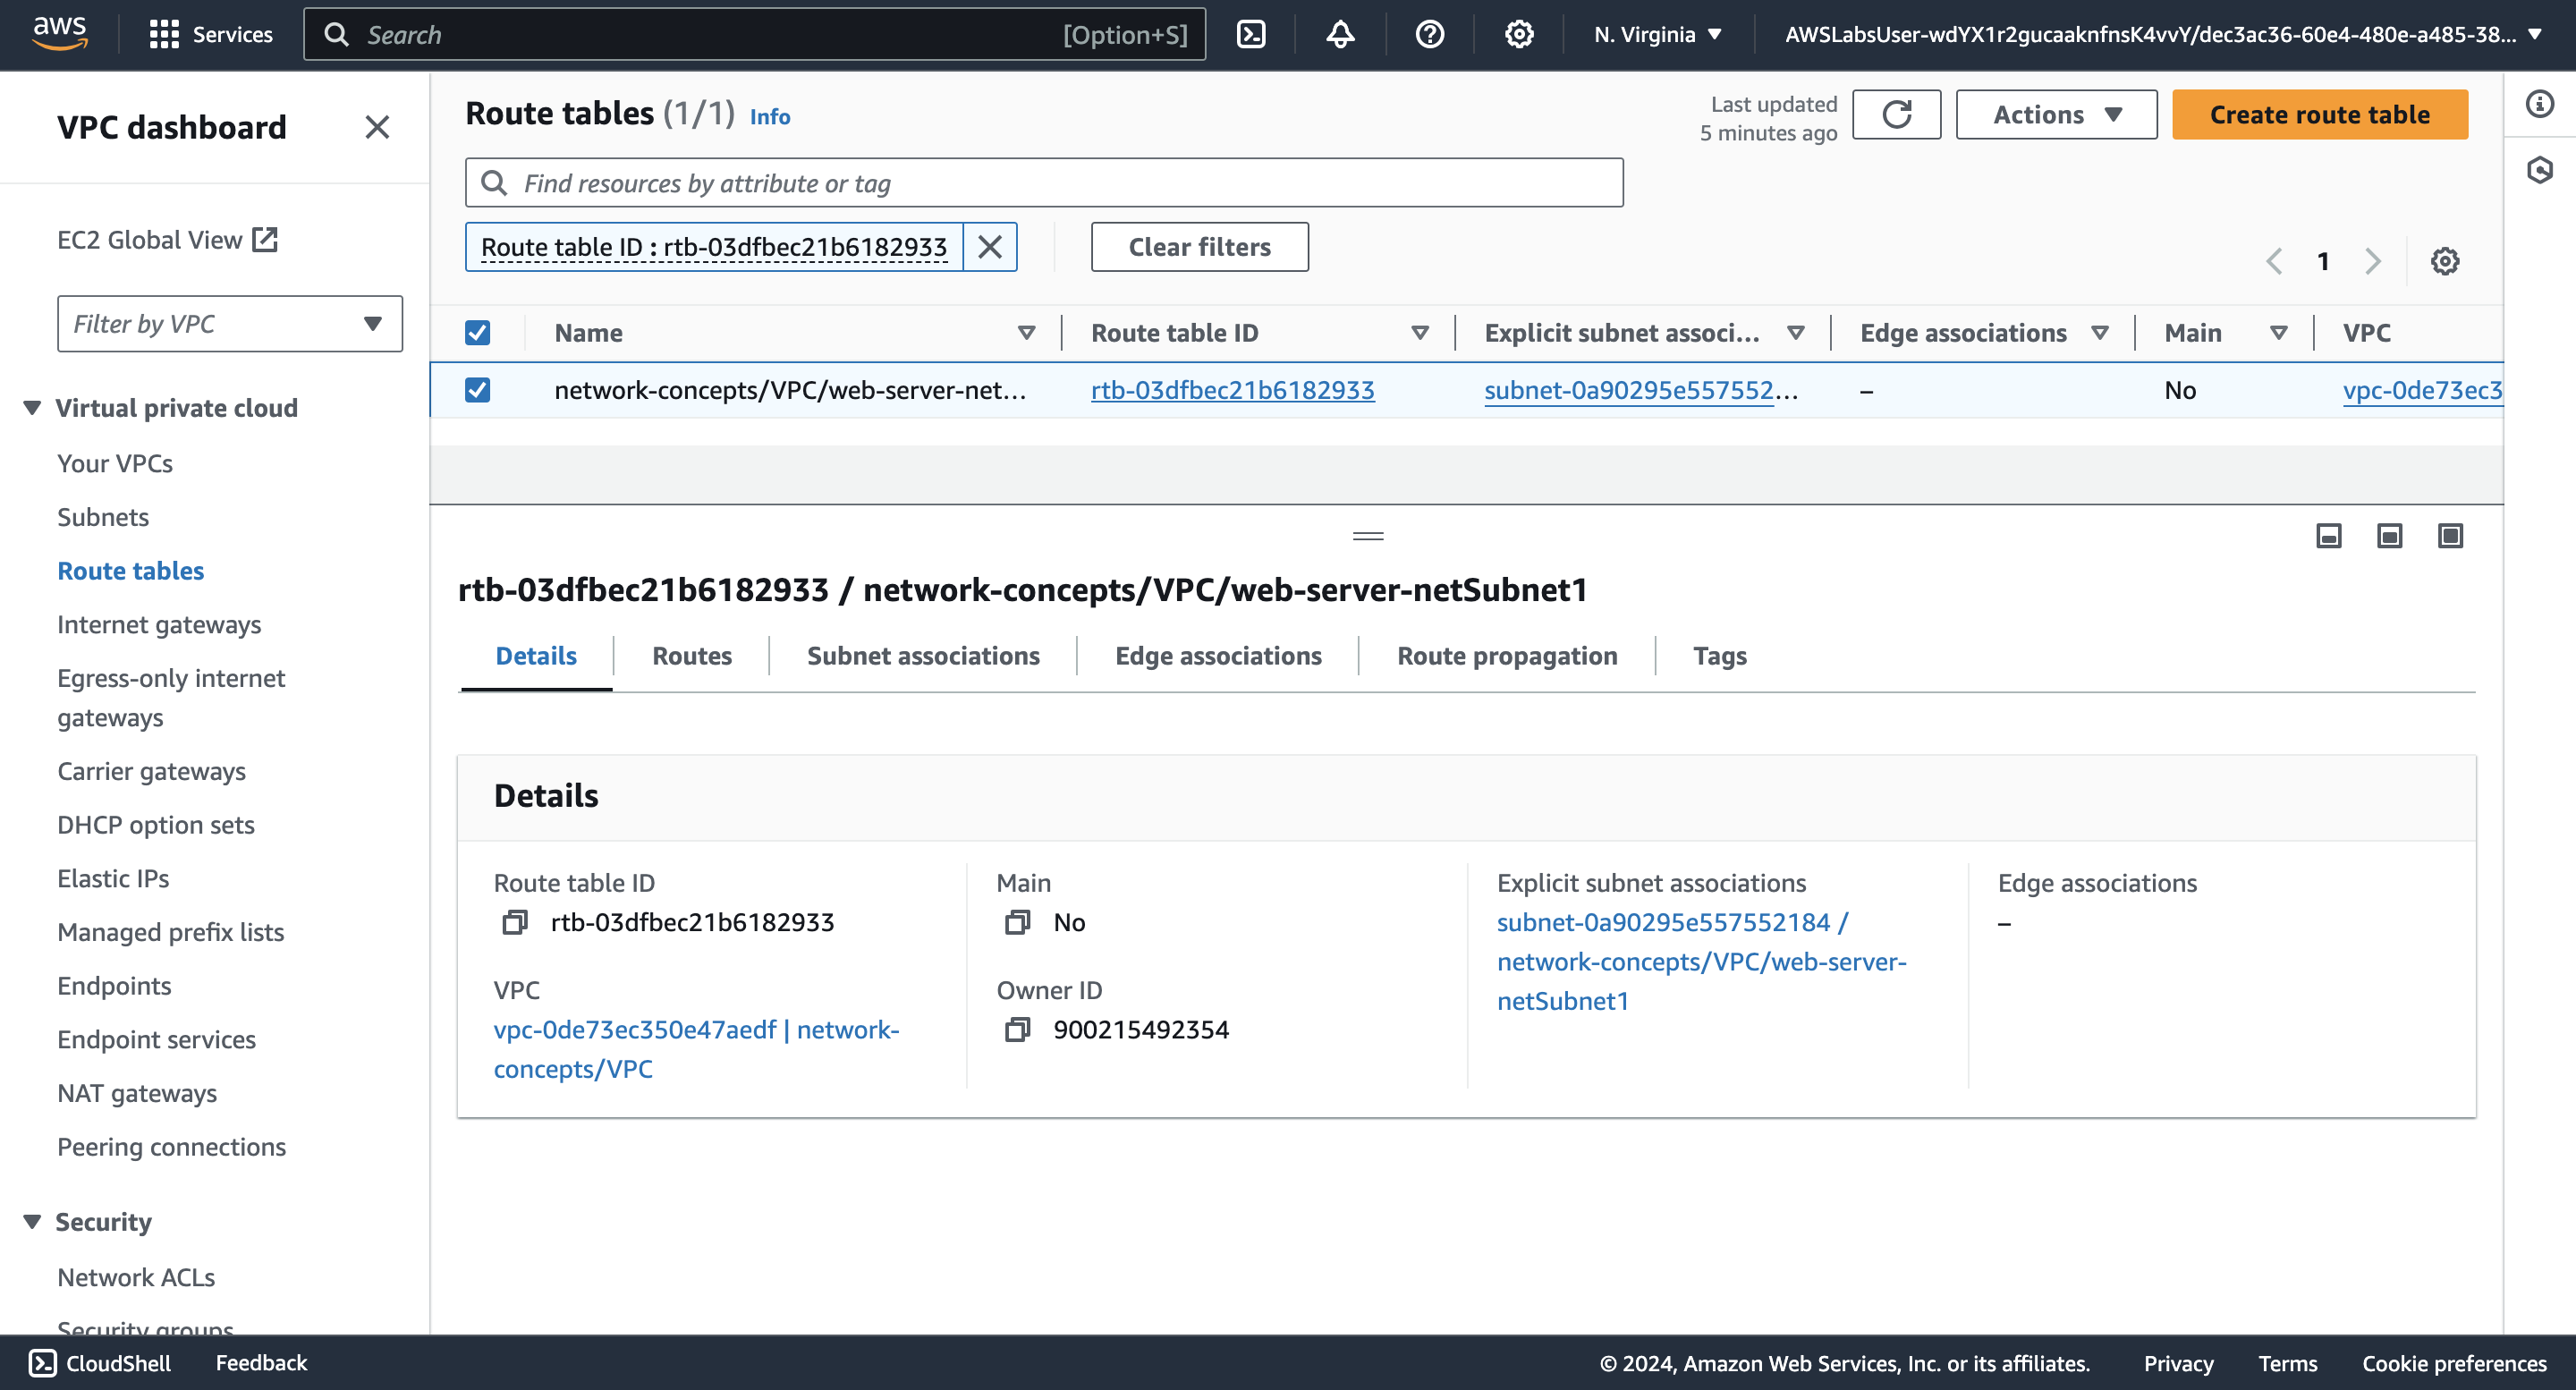 aws
Services
Search
[Option+S]
N. Virginia
AWSLabsUser-wdYX1r2gucaaknfnsK4vvY/dec3ac36-60e4-480e-a485-38...
VPC dashboard
EC2 Global View
Filter by VPC
Virtual private cloud
Your VPCs
Subnets
Route tables
Internet gateways
Egress-only internet
gateways
Carrier gateways
DHCP option sets
Elastic IPs
Managed prefix lists
Endpoints
Endpoint services
NAT gateways
Peering connections
Security
Network ACLs
Security groups
Route tables (1/1) Info
Last updated
5 minutes ago
Actions
Create route table
Find resources by attribute or tag
Route table ID : rtb-03dfbec21b6182933
Clear filters
1
Name
Route table ID
Explicit subnet associ...
Edge associations
Main
VPC
network-concepts/VPC/web-server-net...
rtb-03dfbec21b6182933
subnet-0a90295e557552...
–
No
vpc-0de73ec3
rtb-03dfbec21b6182933 / network-concepts/VPC/web-server-netSubnet1
Details
Routes
Subnet associations
Edge associations
Route propagation
Tags
Details
Route table ID
rtb-03dfbec21b6182933
VPC
vpc-0de73ec350e47aedf | network-
concepts/VPC
Main
No
Owner ID
900215492354
Explicit subnet associations
subnet-0a90295e557552184 /
network-concepts/VPC/web-server-
netSubnet1
Edge associations
–
CloudShell
Feedback
© 2024, Amazon Web Services, Inc. or its affiliates.
Privacy
Terms
Cookie preferences